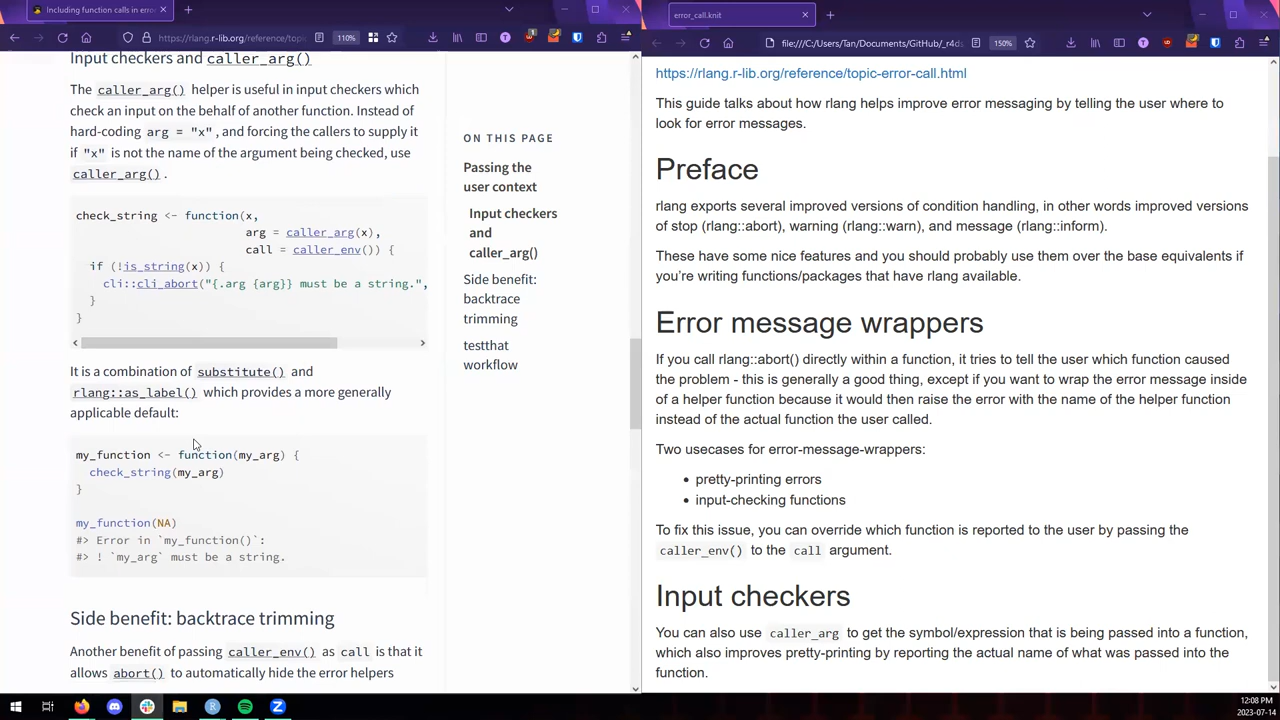 Including function calls in error
https://rlang.r-lib.org/reference/topic
110%
Input checkers and caller_arg()
The caller_arg() helper is useful in input checkers which
check an input on the behalf of another function. Instead of
hard-coding arg = "x", and forcing the callers to supply it
if "x" is not the name of the argument being checked, use
caller_arg().
check_string <- function(x,
arg = caller_arg(x),
call = caller_env()) {
if (!is_string(x)) {
cli::cli_abort("{.arg {arg}} must be a string.",
}
}
It is a combination of substitute() and
rlang::as_label() which provides a more generally
applicable default:
my_function <- function(my_arg) {
check_string(my_arg)
}
my_function(NA)
#> Error in `my_function()`:
#> ! `my_arg` must be a string.
Side benefit: backtrace trimming
Another benefit of passing caller_env() as call is that it
allows abort() to automatically hide the error helpers
ON THIS PAGE
Passing the
user context
Input checkers
and
caller_arg()
Side benefit:
backtrace
trimming
testthat
workflow
error_call.knit
file:///C:/Users/Tan/Documents/GitHub/_r4ds
150%
https://rlang.r-lib.org/reference/topic-error-call.html
This guide talks about how rlang helps improve error messaging by telling the user where to
look for error messages.
Preface
rlang exports several improved versions of condition handling, in other words improved versions
of stop (rlang::abort), warning (rlang::warn), and message (rlang::inform).
These have some nice features and you should probably use them over the base equivalents if
you're writing functions/packages that have rlang available.
Error message wrappers
If you call rlang::abort() directly within a function, it tries to tell the user which function caused
the problem - this is generally a good thing, except if you want to wrap the error message inside
of a helper function because it would then raise the error with the name of the helper function
instead of the actual function the user called.
Two usecases for error-message-wrappers:
• pretty-printing errors
• input-checking functions
To fix this issue, you can override which function is reported to the user by passing the
caller_env() to the call argument.
Input checkers
You can also use caller_arg to get the symbol/expression that is being passed into a function,
which also improves pretty-printing by reporting the actual name of what was passed into the
function.
12:08 PM
2023-07-14